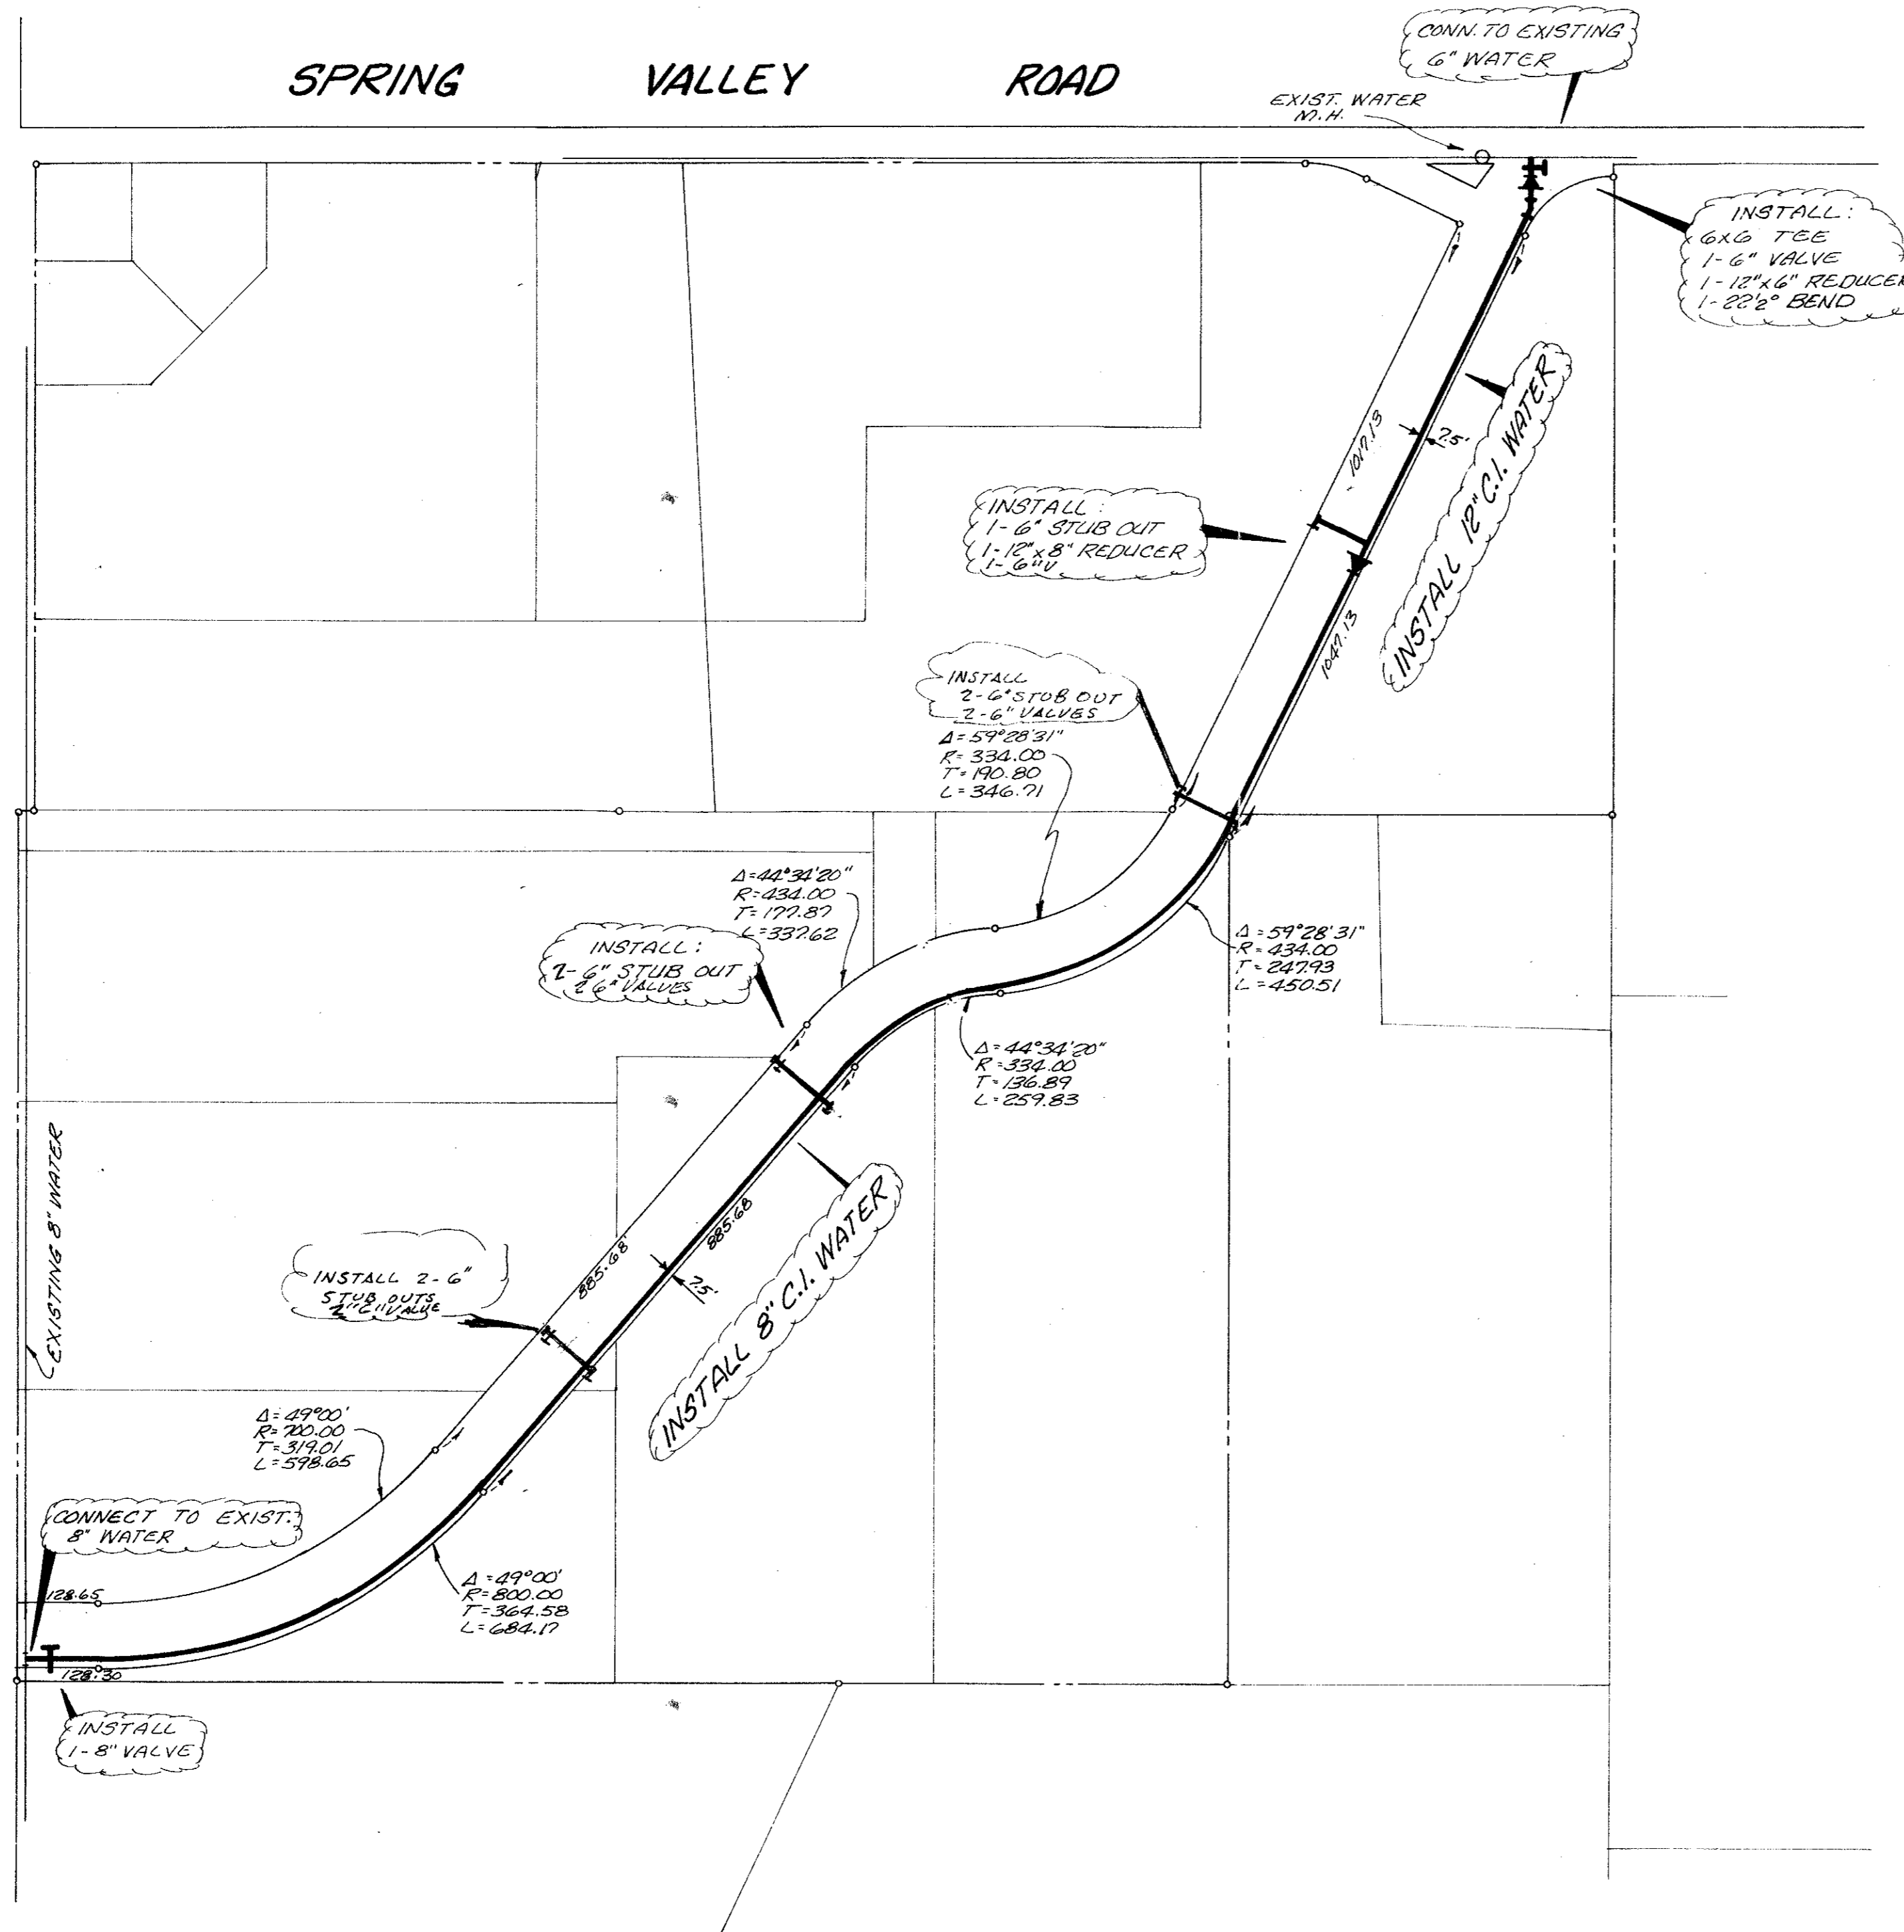 SPRING VALLEY ROAD
CONN. TO EXISTING
6" WATER
EXIST. WATER
M.H.
INSTALL:
6X6 TEE
1-6" VALVE
1-12"x6" REDUCER
1-22½° BEND
INSTALL 12" C.I. WATER
7.5'
1017.13
INSTALL:
1-6" STUB OUT
1-12"x8" REDUCER
1-6"V
1047.13
INSTALL
2-6" STUB OUT
2-6" VALVES
Δ=59°28'31"
R=334.00
T=190.80
L=346.71
Δ=44°34'20"
R=434.00
T=177.87
L=337.62
INSTALL:
2-6" STUB OUT
2 6" VALVES
Δ=59°28'31"
R=434.00
T=247.93
L=450.51
Δ=44°34'20"
R=334.00
T=136.89
L=259.83
EXISTING 8" WATER
885.68'
885.68
7.5'
INSTALL 8" C.I. WATER
INSTALL 2-6"
STUB OUTS
VALVE
Δ=49°00'
R=700.00
T=319.01
L=598.65
CONNECT TO EXIST.
8" WATER
128.65
Δ=49°00'
R=800.00
T=364.58
L=684.17
128.30
INSTALL
1-8" VALVE